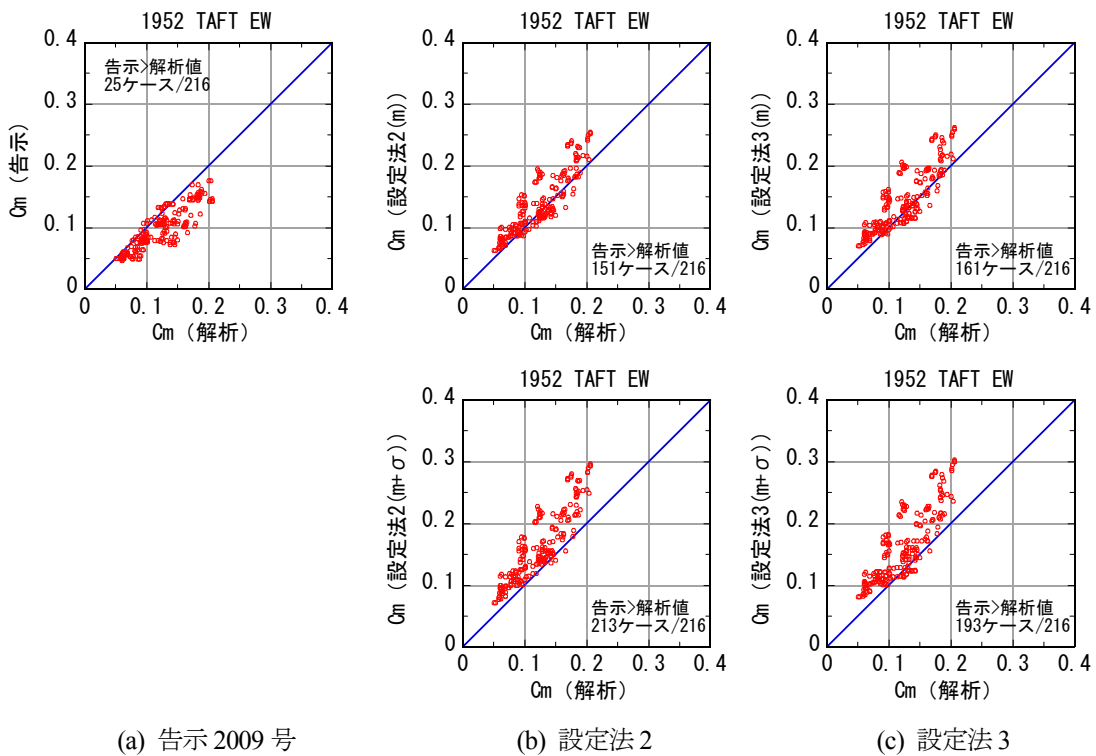 1952 TAFT EW
0.4
0.3
0.2
0.1
0
Cm (告示)
告示>解析値
25ケース/216
0 0.1 0.2 0.3 0.4
Cm (解析)
1952 TAFT EW
0.4
0.3
0.2
0.1
0
Cm (設定法2(m))
告示>解析値
151ケース/216
0 0.1 0.2 0.3 0.4
Cm (解析)
1952 TAFT EW
0.4
0.3
0.2
0.1
0
Cm (設定法3(m))
告示>解析値
161ケース/216
0 0.1 0.2 0.3 0.4
Cm (解析)
1952 TAFT EW
0.4
0.3
0.2
0.1
0
Cm (設定法2(m+σ))
告示>解析値
213ケース/216
0 0.1 0.2 0.3 0.4
Cm (解析)
1952 TAFT EW
0.4
0.3
0.2
0.1
0
Cm (設定法3(m+σ))
告示>解析値
193ケース/216
0 0.1 0.2 0.3 0.4
Cm (解析)
(a) 告示 2009 号
(b) 設定法 2
(c) 設定法 3